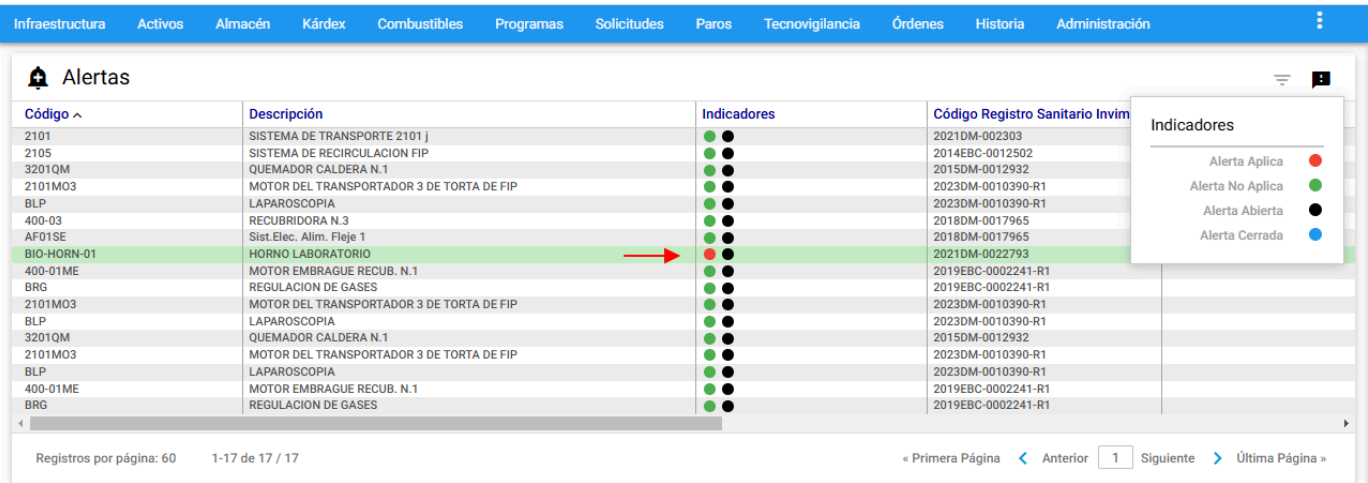 Infraestructura Activos Almacén Kárdex Combustibles Programas Solicitudes Paros Tecnovigilancia Órdenes Historia Administración
Alertas
Código Descripción Indicadores Código Registro Sanitario Invim
2101 SISTEMA DE TRANSPORTE 2101 j 2021DM-002303
2105 SISTEMA DE RECIRCULACION FIP 2014EBC-0012502
3201QM QUEMADOR CALDERA N.1 2015DM-0012932
2101MO3 MOTOR DEL TRANSPORTADOR 3 DE TORTA DE FIP 2023DM-0010390-R1
BLP LAPAROSCOPIA 2023DM-0010390-R1
400-03 RECUBRIDORA N.3 2018DM-0017965
AF01SE Sist.Elec. Alim. Fleje 1 2018DM-0017965
BIO-HORN-01 HORNO LABORATORIO 2021DM-0022793
400-01ME MOTOR EMBRAGUE RECUB. N.1 2019EBC-0002241-R1
BRG REGULACION DE GASES 2019EBC-0002241-R1
2101MO3 MOTOR DEL TRANSPORTADOR 3 DE TORTA DE FIP 2023DM-0010390-R1
BLP LAPAROSCOPIA 2023DM-0010390-R1
3201QM QUEMADOR CALDERA N.1 2015DM-0012932
2101MO3 MOTOR DEL TRANSPORTADOR 3 DE TORTA DE FIP 2023DM-0010390-R1
BLP LAPAROSCOPIA 2023DM-0010390-R1
400-01ME MOTOR EMBRAGUE RECUB. N.1 2019EBC-0002241-R1
BRG REGULACION DE GASES 2019EBC-0002241-R1
Indicadores
Alerta Aplica
Alerta No Aplica
Alerta Abierta
Alerta Cerrada
Registros por página: 60 1-17 de 17 / 17 « Primera Página Anterior 1 Siguiente Última Página »